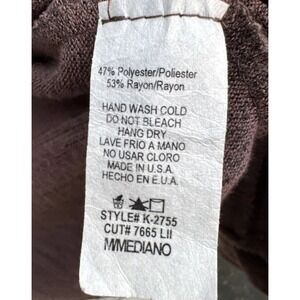 47% Polyester/Poliester
53% Rayon/Rayon
HAND WASH COLD
DO NOT BLEACH
HANG DRY
LAVE FRIO A MANO
NO USAR CLORO
MADE IN U.S.A.
HECHO EN E.U.A.
STYLE# K-2755
CUT# 7665 LII
MIMEDIANO